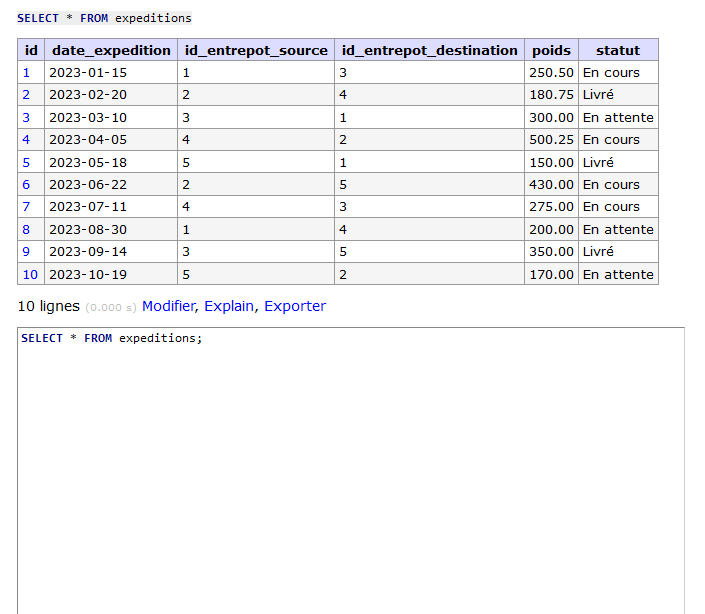 SELECT * FROM expeditions
id date_expedition id_entrepot_source id_entrepot_destination poids statut
1 2023-01-15 1 3 250.50 En cours
2 2023-02-20 2 4 180.75 Livré
3 2023-03-10 3 1 300.00 En attente
4 2023-04-05 4 2 500.25 En cours
5 2023-05-18 5 1 150.00 Livré
6 2023-06-22 2 5 430.00 En cours
7 2023-07-11 4 3 275.00 En cours
8 2023-08-30 1 4 200.00 En attente
9 2023-09-14 3 5 350.00 Livré
10 2023-10-19 5 2 170.00 En attente
10 lignes (0.000 s) Modifier, Explain, Exporter
SELECT * FROM expeditions;